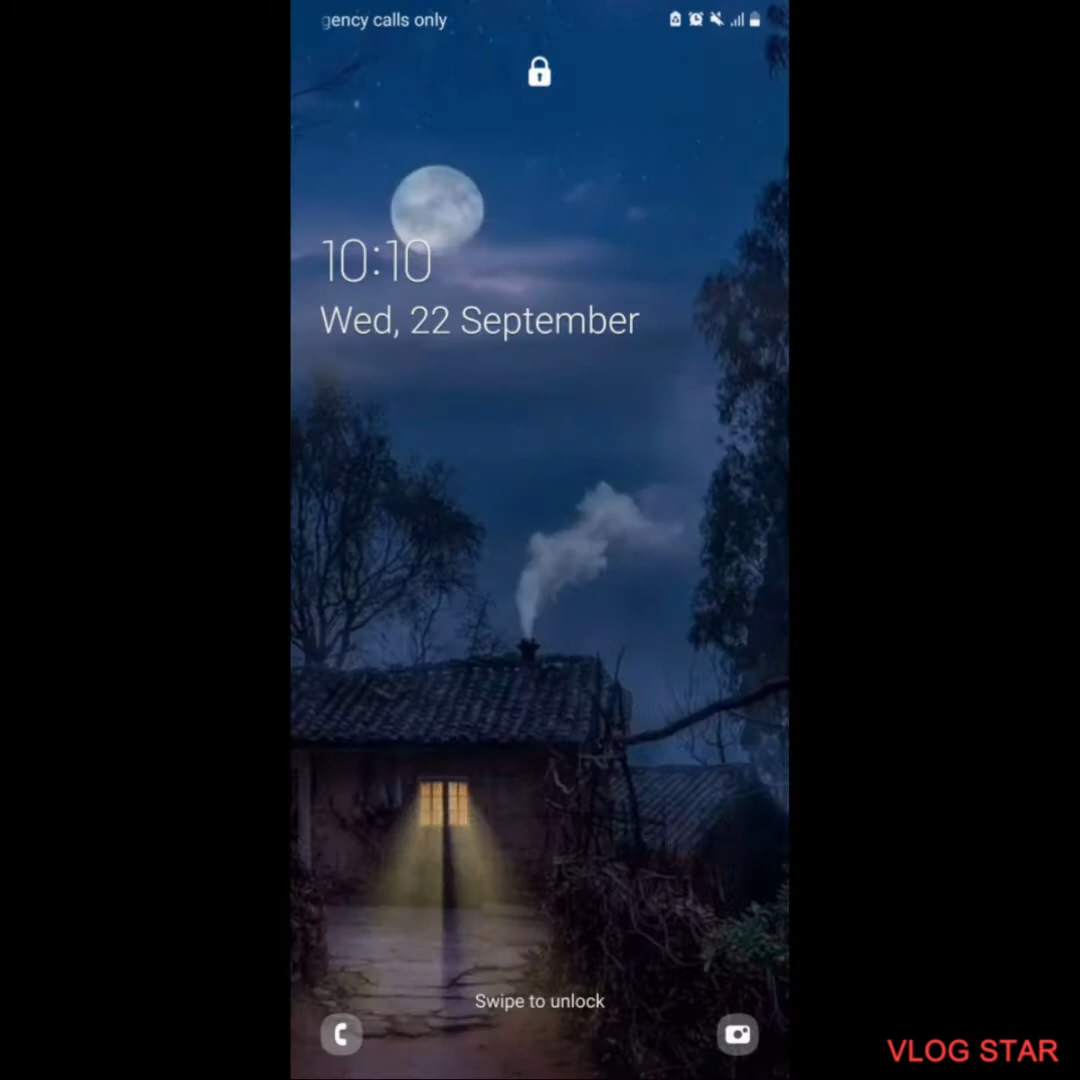 gency calls only
10:10
Wed, 22 September
Swipe to unlock
VLOG STAR